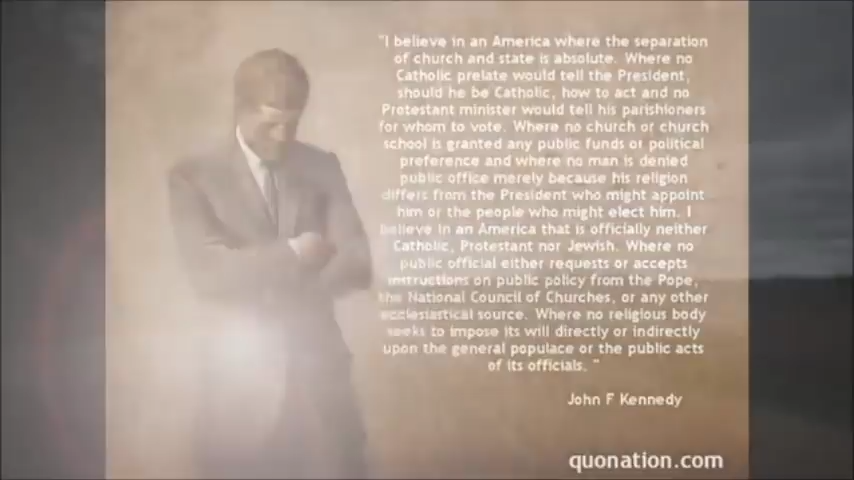 "I believe in an America where the separation
of church and state is absolute. Where no
Catholic prelate would tell the President,
should he be Catholic, how to act and no
Protestant minister would tell his parishioners
for whom to vote. Where no church or church
school is granted any public funds or political
preference and where no man is denied
public office merely because his religion
differs from the President who might appoint
him or the people who might elect him. I
believe in an America that is officially neither
Catholic, Protestant nor Jewish. Where no
public official either requests or accepts
instructions on public policy from the Pope,
the National Council of Churches, or any other
ecclesiastical source. Where no religious body
seeks to impose its will directly or indirectly
upon the general populace or the public acts
of its officials. "
John F Kennedy
quonation.com